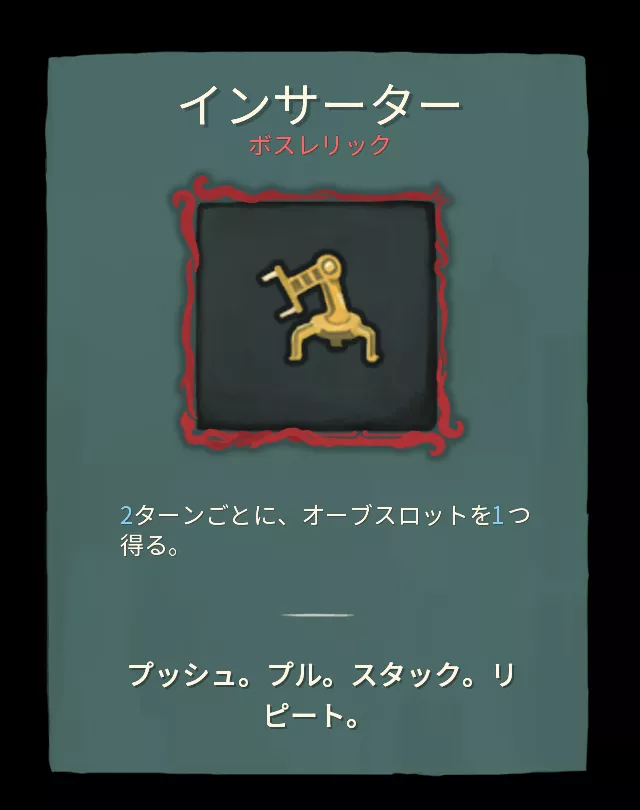 インサーター
ボスレリック
2ターンごとに、オーブスロットを1つ
得る。
プッシュ。プル。スタック。リ
ピート。